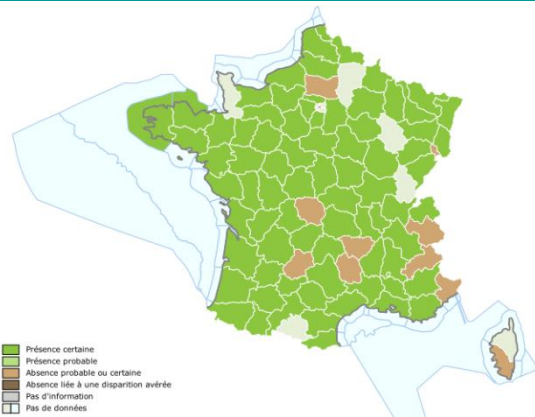 Présence certaine
Présence probable
Absence probable ou certaine
Absence liée à une disparition avérée
Pas d'information
Pas de données